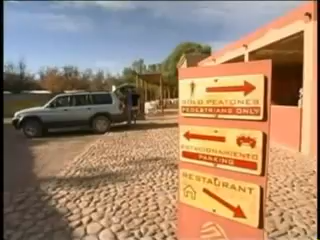 SOLO PEATONES
PEDESTRIANS ONLY
ESTACIONAMIENTO
PARKING
RESTAURANT